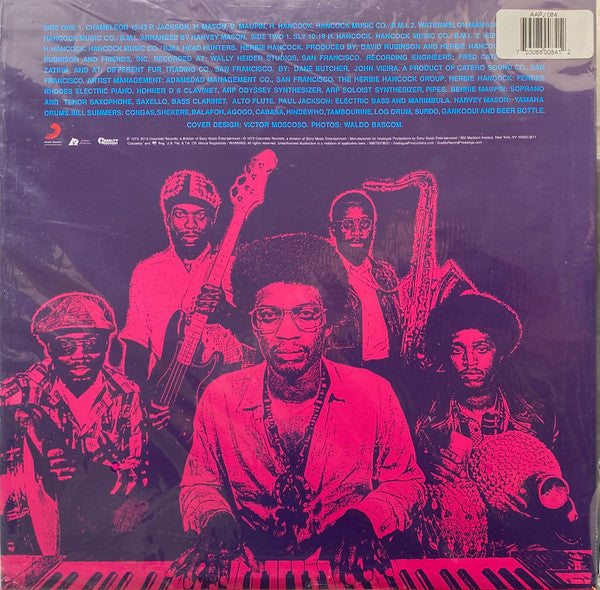 AAPJ 084
SIDE ONE 1. CHAMELEON 15:43 P. JACKSON, H. MASON, B. MAUPIN, H. HANCOCK, HANCOCK MUSIC CO./B.M.I. 2. WATERMELON MAN 6:
HANCOCK MUSIC CO./B.M.I. ARRANGED BY HARVEY MASON. SIDE TWO 1. SLY 10:19 H. HANCOCK, HANCOCK MUSIC CO./B.M.I. 2. VEIN
H. HANCOCK, HANCOCK MUSIC CO./B.M.I. HEAD HUNTERS. HERBIE HANCOCK. PRODUCED BY: DAVID RUBINSON AND HERBIE HANCOCK
RUBINSON AND FRIENDS, INC. RECORDED AT: WALLY HEIDER STUDIOS, SAN FRANCISCO. RECORDING ENGINEERS: FRED CAT
ZATKIN, AND AT: DIFFERENT FUR TRADING CO., SAN FRANCISCO. BY: DANE BUTCHER, JOHN VIEIRA, A PRODUCT OF CATERO SOUND CO., SAN
FRANCISCO. ARTIST MANAGEMENT: ADAMSDAD MANAGEMENT CO., SAN FRANCISCO, THE HERBIE HANCOCK GROUP. HERBIE HANCOCK: FENDER
RHODES ELECTRIC PIANO, HOHNER D 6 CLAVINET, ARP ODYSSEY SYNTHESIZER, ARP SOLOIST SYNTHESIZER, PIPES. BENNIE MAUPIN: SOPRANO
AND TENOR SAXOPHONE, SAXELLO, BASS CLARINET, ALTO FLUTE. PAUL JACKSON: ELECTRIC BASS AND MARIMBULA. HARVEY MASON: YAMAHA
DRUMS. BILL SUMMERS: CONGAS, SHEKERE, BALAFON, AGOGO, CABASA, HINDEWHO, TAMBOURINE, LOG DRUM, SURDO, GANKOQUI AND BEER BOTTLE.
COVER DESIGN: VICTOR MOSCOSO. PHOTOS: WALDO BASCOM.